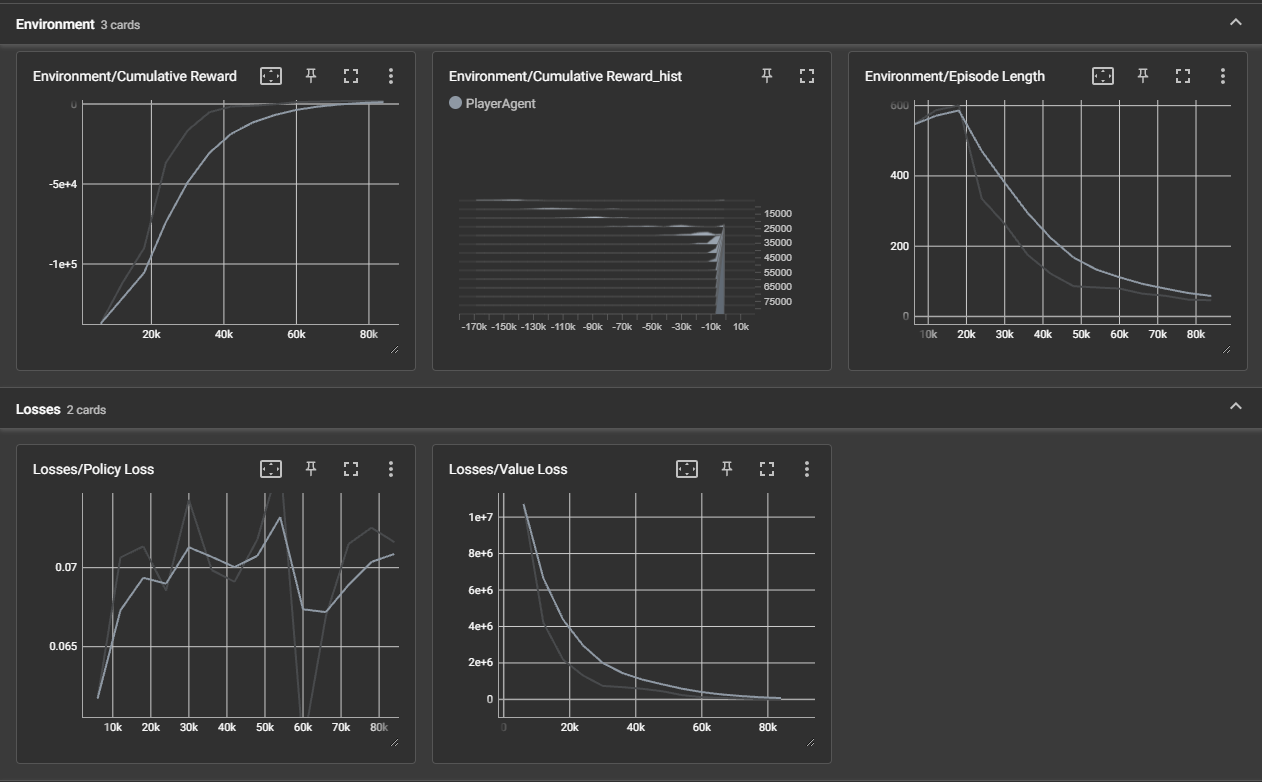 Environment 3 cards
Environment/Cumulative Reward
0
-5e+4
-1e+5
20k 40k 60k 80k
Environment/Cumulative Reward_hist
PlayerAgent
15000
25000
35000
45000
55000
65000
75000
-170k -150k -130k -110k -90k -70k -50k -30k -10k 10k
Environment/Episode Length
600
400
200
0
10k 20k 30k 40k 50k 60k 70k 80k
Losses 2 cards
Losses/Policy Loss
0.07
0.065
10k 20k 30k 40k 50k 60k 70k 80k
Losses/Value Loss
1e+7
8e+6
6e+6
4e+6
2e+6
0
0 20k 40k 60k 80k